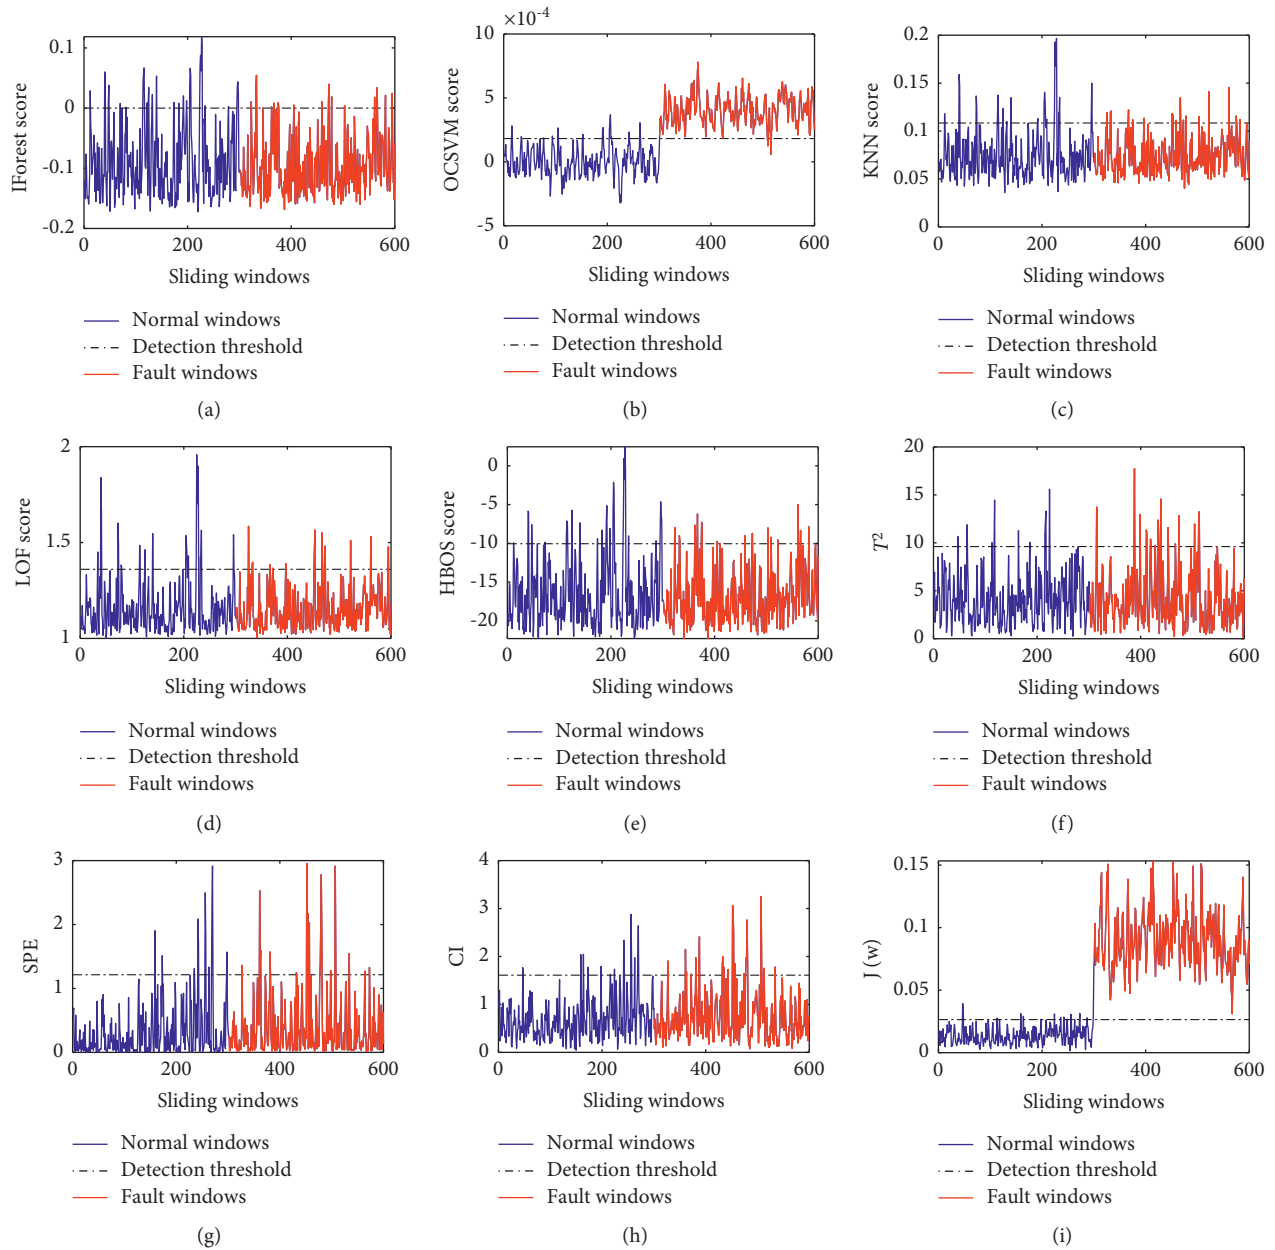 0.1
0
-0.1
-0.2
0
200
400
600
IForest score
Sliding windows
Normal windows
Detection threshold
Fault windows
(a)
×10-4
10
5
0
-5
0
200
400
600
OCSVM score
Sliding windows
Normal windows
Detection threshold
Fault windows
(b)
0.2
0.15
0.1
0.05
0
0
200
400
600
KNN score
Sliding windows
Normal windows
Detection threshold
Fault windows
(c)
2
1.5
1
0
200
400
600
LOF score
Sliding windows
Normal windows
Detection threshold
Fault windows
(d)
0
-5
-10
-15
-20
0
200
400
600
HBOS score
Sliding windows
Normal windows
Detection threshold
Fault windows
(e)
20
15
10
5
0
0
200
400
600
T2
Sliding windows
Normal windows
Detection threshold
Fault windows
(f)
3
2
1
0
0
200
400
600
SPE
Sliding windows
Normal windows
Detection threshold
Fault windows
(g)
4
3
2
1
0
0
200
400
600
CI
Sliding windows
Normal windows
Detection threshold
Fault windows
(h)
0.15
0.1
0.05
0
0
200
400
600
J (w)
Sliding windows
Normal windows
Detection threshold
Fault windows
(i)